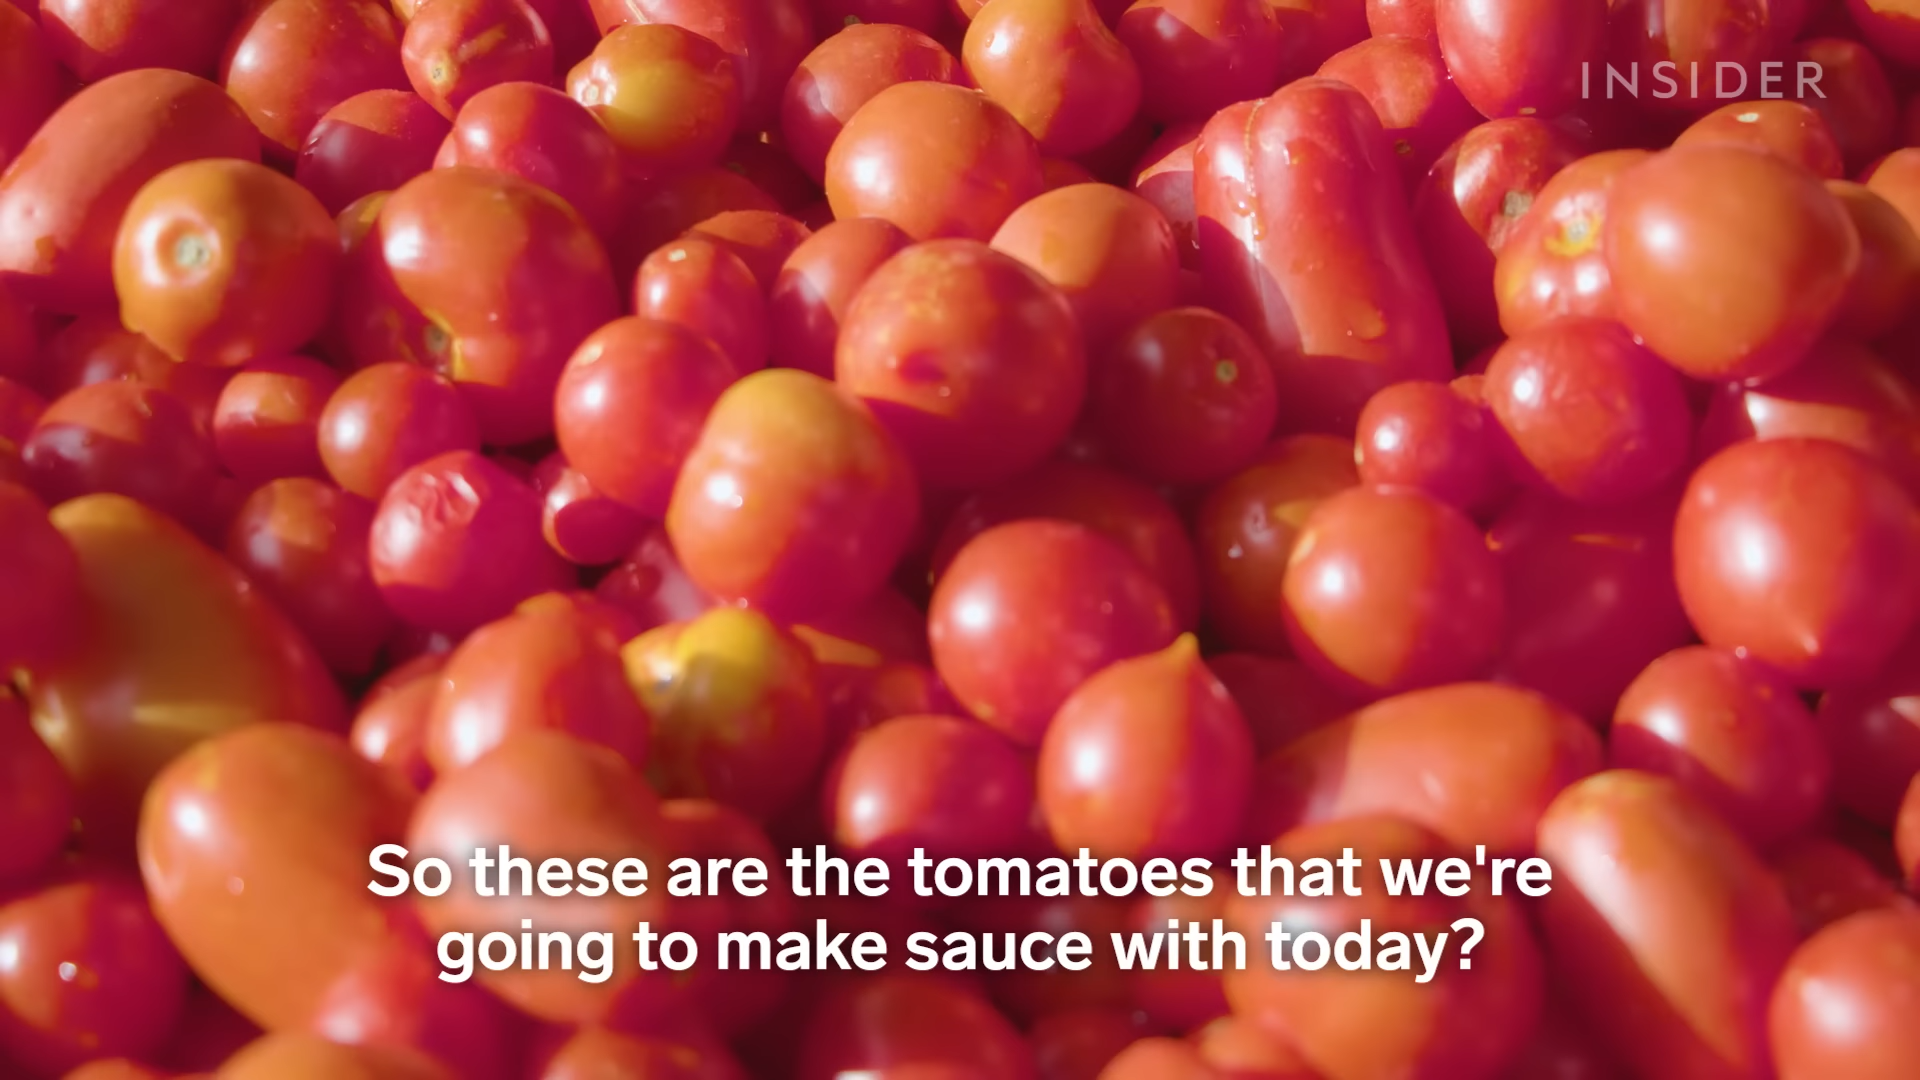 INSIDER
So these are the tomatoes that we're
going to make sauce with today?